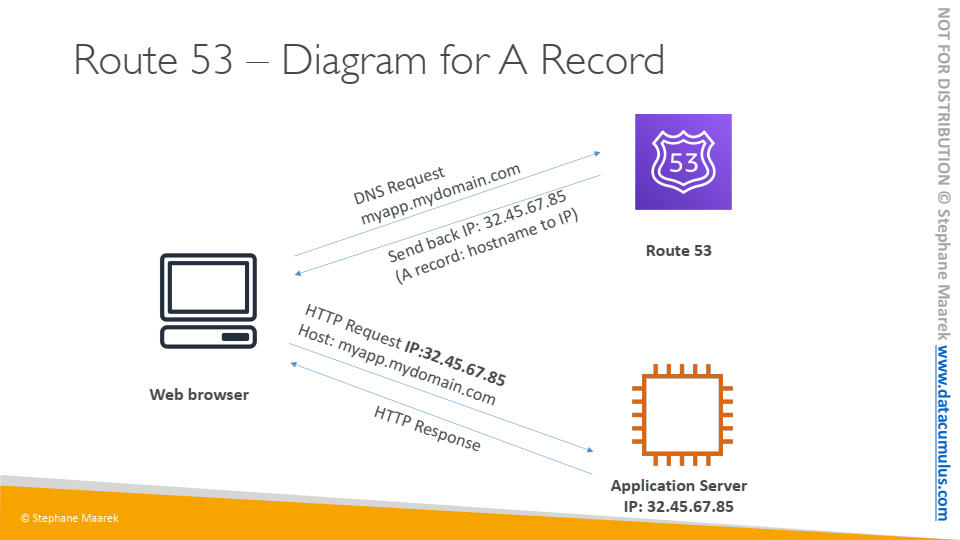 Route 53 – Diagram for A Record
DNS Request
myapp.mydomain.com
Send back IP: 32.45.67.85
(A record: hostname to IP)
53
Route 53
HTTP Request IP:32.45.67.85
Host: myapp.mydomain.com
HTTP Response
Web browser
Application Server
IP: 32.45.67.85
© Stephane Maarek
NOT FOR DISTRIBUTION © Stephane Maarek www.datacumulus.com